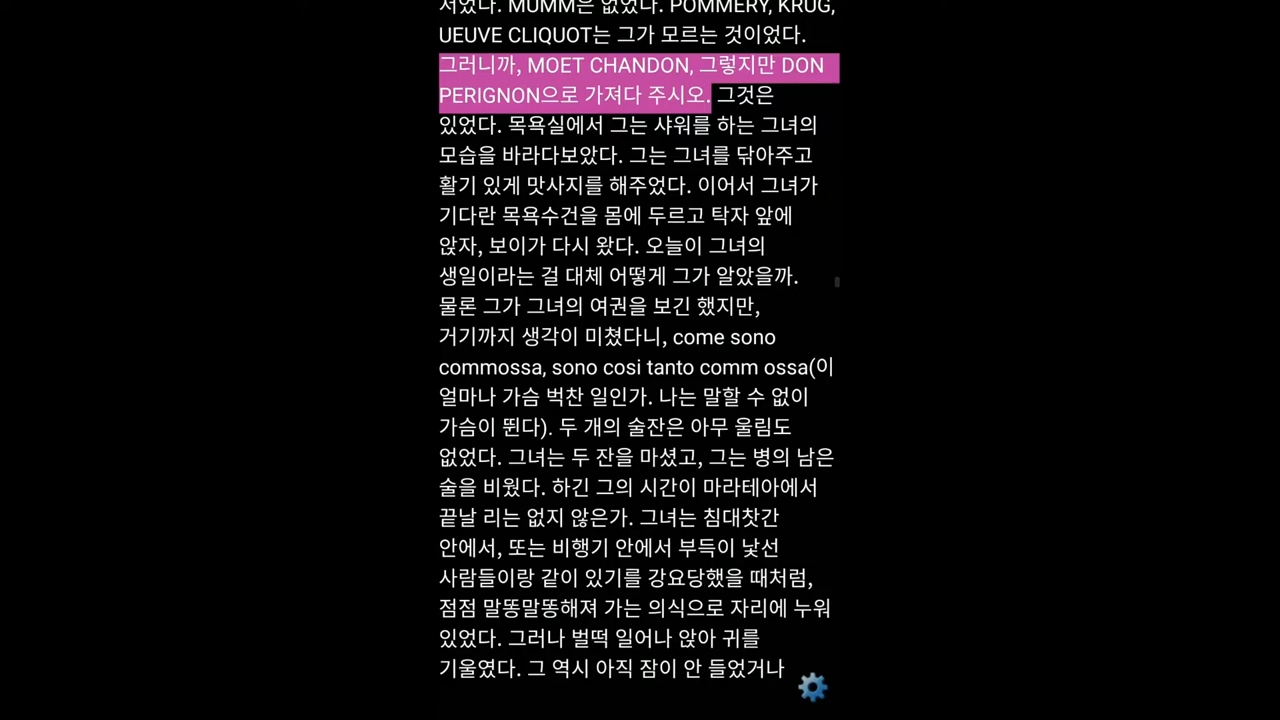 저었다. MUMM은 없었다. POMMERY, KRUG,
UEUVE CLIQUOT는 그가 모르는 것이었다.
그러니까, MOET CHANDON, 그렇지만 DON
PERIGNON으로 가져다 주시오. 그것은
있었다. 목욕실에서 그는 샤워를 하는 그녀의
모습을 바라다보았다. 그는 그녀를 닦아주고
활기 있게 맛사지를 해주었다. 이어서 그녀가
기다란 목욕수건을 몸에 두르고 탁자 앞에
앉자, 보이가 다시 왔다. 오늘이 그녀의
생일이라는 걸 대체 어떻게 그가 알았을까.
물론 그가 그녀의 여권을 보긴 했지만,
거기까지 생각이 미쳤다니, come sono
commossa, sono cosi tanto comm ossa(이
얼마나 가슴 벅찬 일인가. 나는 말할 수 없이
가슴이 뛴다). 두 개의 술잔은 아무 울림도
없었다. 그녀는 두 잔을 마셨고, 그는 병의 남은
술을 비웠다. 하긴 그의 시간이 마라테아에서
끝날 리는 없지 않은가. 그녀는 침대찻간
안에서, 또는 비행기 안에서 부득이 낯선
사람들이랑 같이 있기를 강요당했을 때처럼,
점점 말똥말똥해져 가는 의식으로 자리에 누워
있었다. 그러나 벌떡 일어나 앉아 귀를
기울였다. 그 역시 아직 잠이 안 들었거나